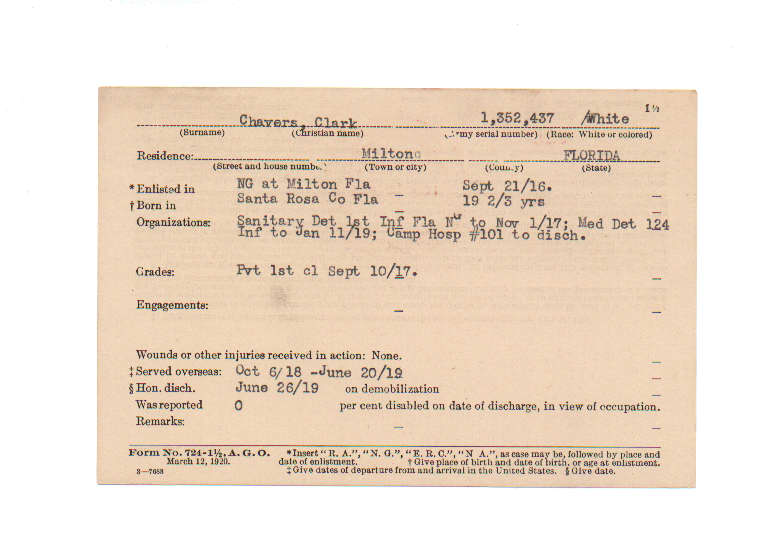 1½
Chavers, Clark 1,352,437 /White
(Surname) (Christian name) (Army serial number) (Race: White or colored)
Residence: Milton FLORIDA
(Street and house number) (Town or city) (County) (State)
*Enlisted in NG at Milton Fla Sept 21/16.
†Born in Santa Rosa Co Fla 19 2/3 yrs
Organizations: Sanitary Det 1st Inf Fla NG to Nov 1/17; Med Det 124
Inf to Jan 11/19; Camp Hosp #101 to disch.
Grades: Pvt 1st cl Sept 10/17.
Engagements:
Wounds or other injuries received in action: None.
‡Served overseas: Oct 6/18 -June 20/19
§Hon. disch. June 26/19 on demobilization
Was reported 0 per cent disabled on date of discharge, in view of occupation.
Remarks:
Form No. 724-1½, A. G. O. *Insert "R. A.", "N. G.", "E. R. C.", "N A.", as case may be, followed by place and
March 12, 1920. date of enlistment. †Give place of birth and date of birth, or age at enlistment.
3—7688 ‡Give dates of departure from and arrival in the United States. §Give date.